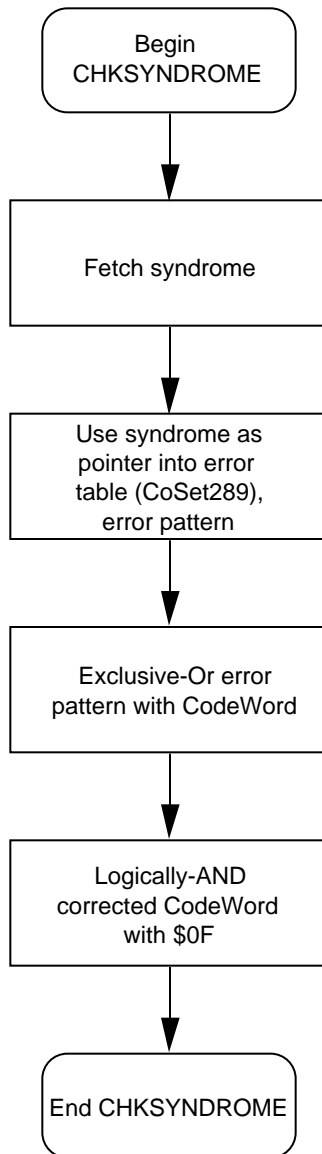 Begin
CHKSYNDROME
Fetch syndrome
Use syndrome as
pointer into error
table (CoSet289),
error pattern
Exclusive-Or error
pattern with CodeWord
Logically-AND
corrected CodeWord
with $0F
End CHKSYNDROME